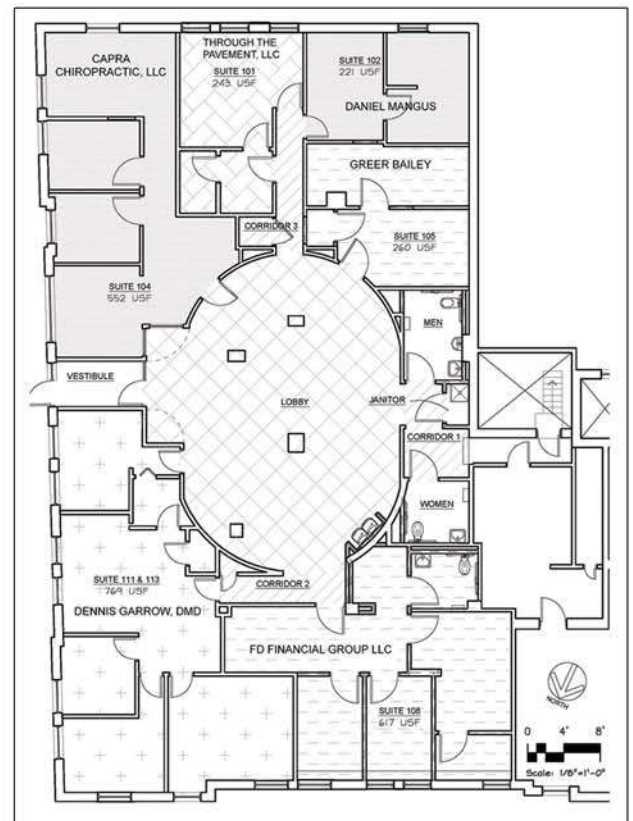 CAPRA
CHIROPRACTIC, LLC
THROUGH THE
PAVEMENT, LLC
SUITE 101
243 USF
SUITE 102
221 USF
DANIEL MANGUS
GREER BAILEY
CORRIDOR 3
SUITE 105
260 USF
SUITE 104
552 USF
MEN
VESTIBULE
LOBBY
JANITOR
CORRIDOR 1
WOMEN
SUITE 111 & 113
769 USF
DENNIS GARROW, DMD
CORRIDOR 2
FD FINANCIAL GROUP LLC
SUITE 108
617 USF
NORTH
0 4' 8'
Scale: 1/8"=1'-0"